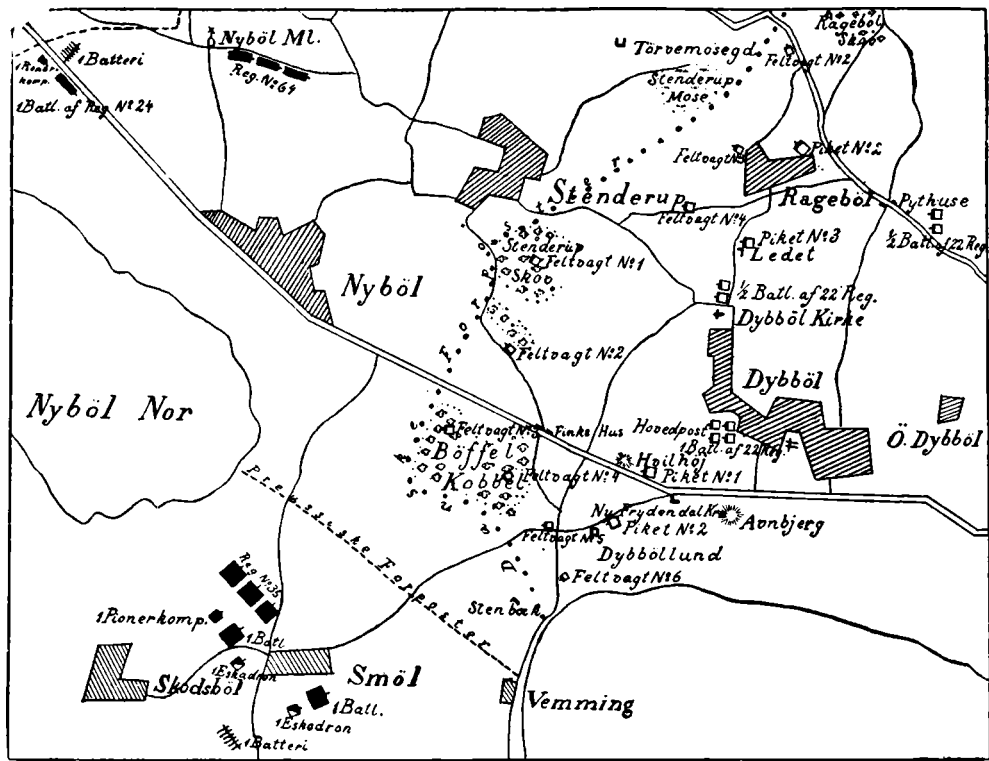 Nyböl Ml.
Reg. No 64
1 Batteri
1 Pioner
komp.
1 Batl. af Reg No 24
Törvemosegd.
Stenderup
Mose
Rageböl
Skov
Feltvagt No 2
Feltvagt No 3
Piket No 2
Stenderup
Feltvagt No 4
Rageböl
Pythuse
½ Batl. af 22 Reg.
Stenderup
Skov
Feltvagt No 1
Piket No 3
Ledet
½ Batl. af 22 Reg.
Dybböl Kirke
Nyböl
Feltvagt No 2
Dybböl
Nyböl Nor
Feltvagt No 3
Finks Hus
Böffel
Kobbel
Feltvagt No 4
Hovedpost
1 Batl. af 22 Reg.
Ö. Dybböl
Hoilhöj
Piket No 1
Ny Frydendal Kro
Piket No 2
Avnbjerg
Feltvagt No 5
Dybböllund
Feltvagt No 6
Preussiske Forposter
Stenbæk
Reg No 35
1 Pionerkomp.
1 Batl
1 Eskadron
Skodsböl
Smöl
1 Batl.
1 Eskadron
1 Batteri
Vemming